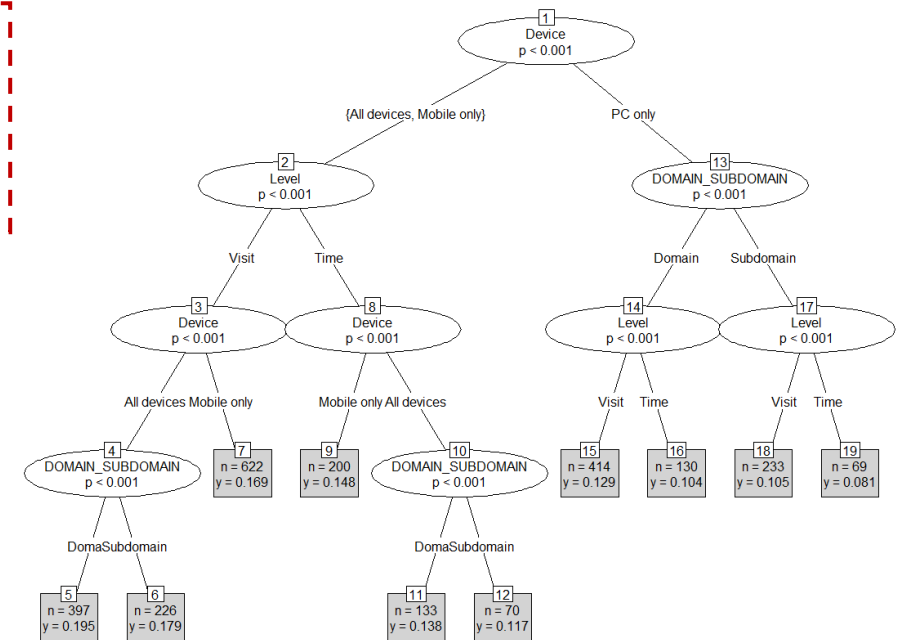 1
Device
p < 0.001
{All devices, Mobile only}
PC only
2
Level
p < 0.001
13
DOMAIN_SUBDOMAIN
p < 0.001
Visit
Time
Domain
Subdomain
3
Device
p < 0.001
8
Device
p < 0.001
14
Level
p < 0.001
17
Level
p < 0.001
All devices Mobile only
Mobile only All devices
Visit
Time
Visit
Time
4
DOMAIN_SUBDOMAIN
p < 0.001
7
n = 622
y = 0.169
9
n = 200
y = 0.148
10
DOMAIN_SUBDOMAIN
p < 0.001
15
n = 414
y = 0.129
16
n = 130
y = 0.104
18
n = 233
y = 0.105
19
n = 69
y = 0.081
DomaSubdomain
DomaSubdomain
5
n = 397
y = 0.195
6
n = 226
y = 0.179
11
n = 133
y = 0.138
12
n = 70
y = 0.117